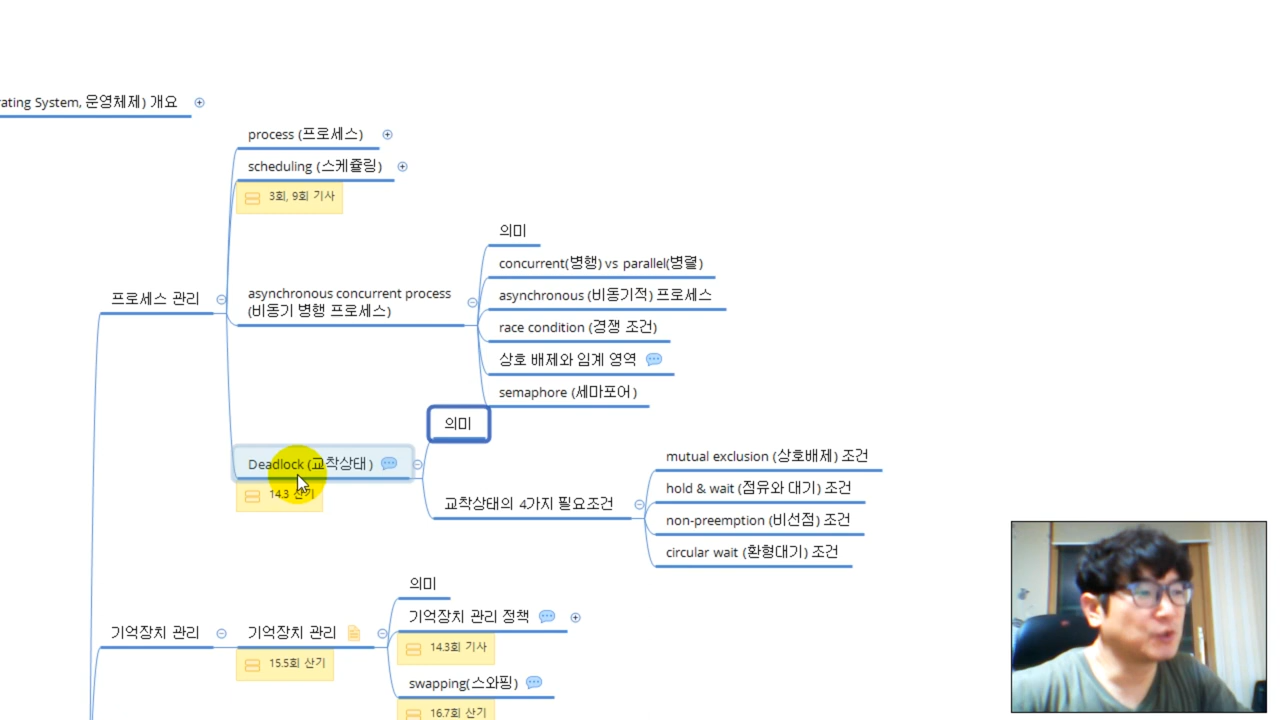 rating System, 운영체제) 개요
process (프로세스)
scheduling (스케쥴링)
3회, 9회 기사
프로세스 관리
asynchronous concurrent process
(비동기 병행 프로세스)
의미
concurrent(병행) vs parallel(병렬)
asynchronous (비동기적) 프로세스
race condition (경쟁 조건)
상호 배제와 임계 영역
semaphore (세마포어)
Deadlock (교착상태)
14.3 산기
의미
교착상태의 4가지 필요조건
mutual exclusion (상호배제) 조건
hold & wait (점유와 대기) 조건
non-preemption (비선점) 조건
circular wait (환형대기) 조건
기억장치 관리
기억장치 관리
15.5회 산기
의미
기억장치 관리 정책
14.3회 기사
swapping(스와핑)
16.7회 산기